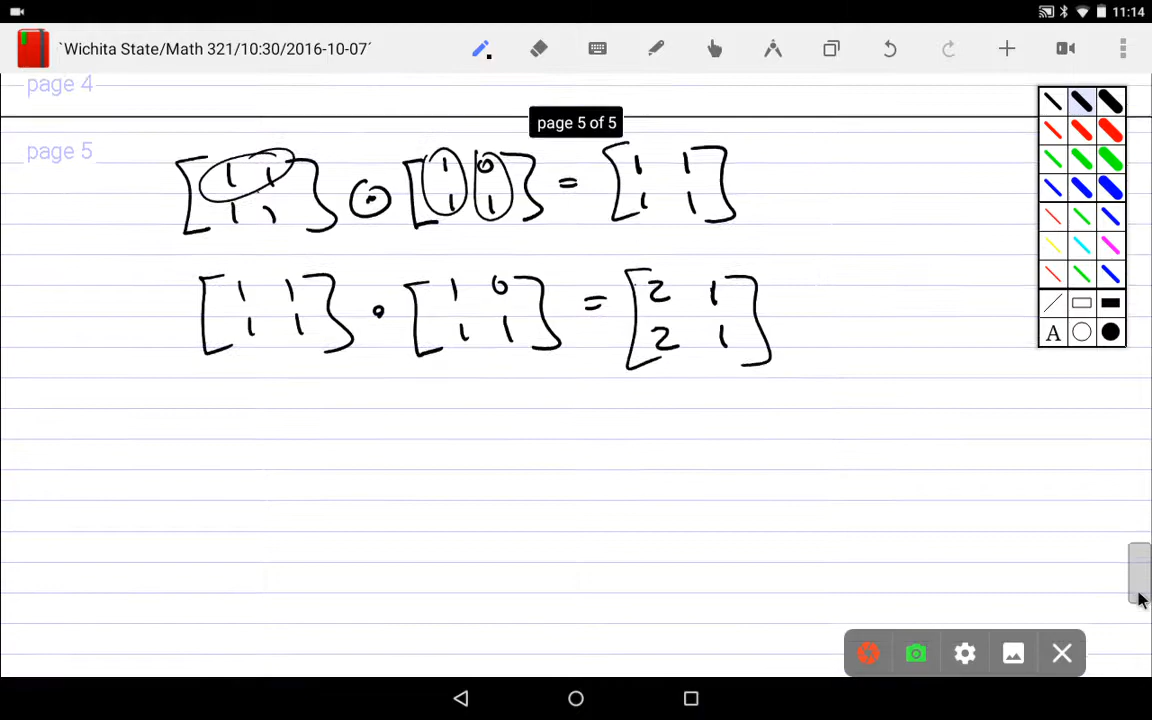 11:14
`Wichita State/Math 321/10:30/2016-10-07´
page 4
page 5 of 5
page 5
[1 1
1 1] ⊙ [1 0
1 1] = [1 1
1 1]
[1 1
1 1] · [1 0
1 1] = [2 1
2 1]
A